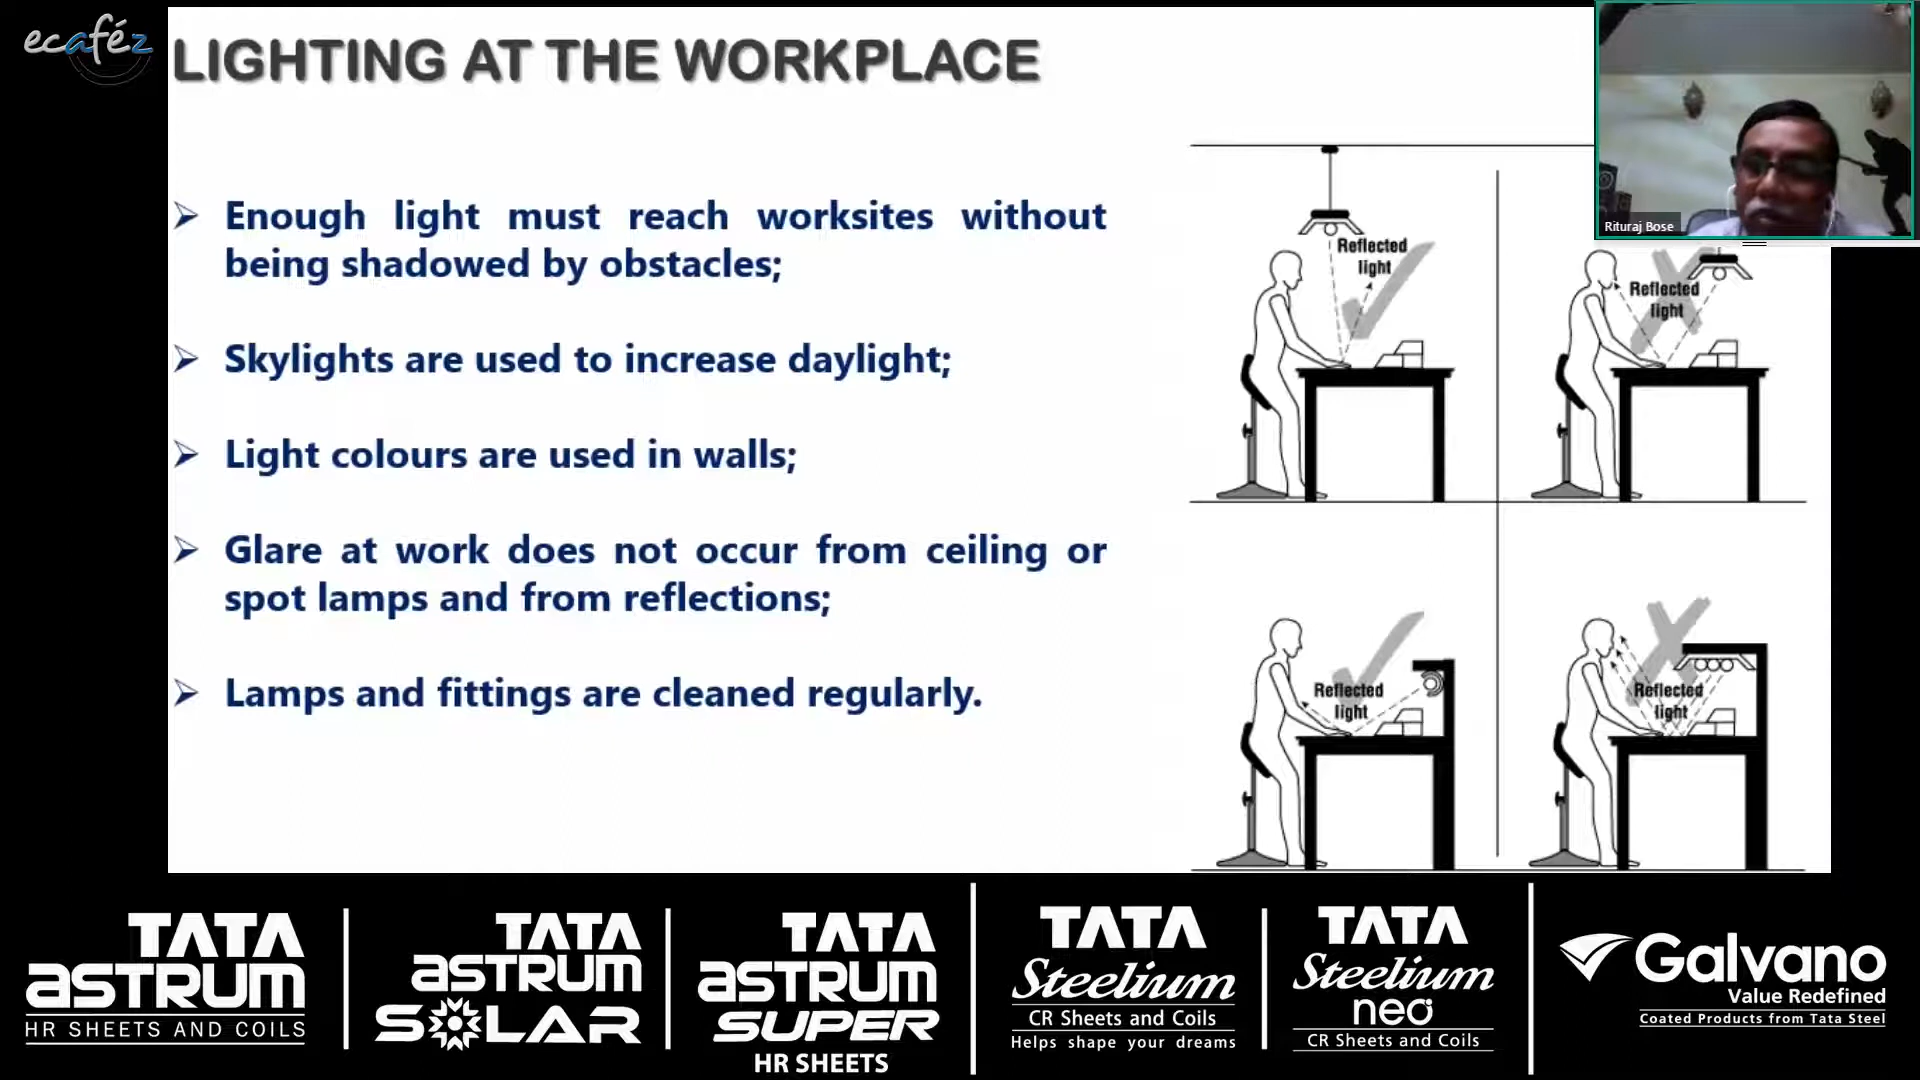 ecaféz
LIGHTING AT THE WORKPLACE
Rituraj Bose
Enough light must reach worksites without
being shadowed by obstacles;
Skylights are used to increase daylight;
Light colours are used in walls;
Glare at work does not occur from ceiling or
spot lamps and from reflections;
Lamps and fittings are cleaned regularly.
Reflected
light
Reflected
light
Reflected
light
Reflected
light
TATA
ASTRUM
HR SHEETS AND COILS
TATA
ASTRUM
SOLAR
TATA
ASTRUM
SUPER
HR SHEETS
TATA
Steelium
CR Sheets and Coils
Helps shape your dreams
TATA
Steelium
neo
CR Sheets and Coils
Galvano
Value Redefined
Coated Products from Tata Steel